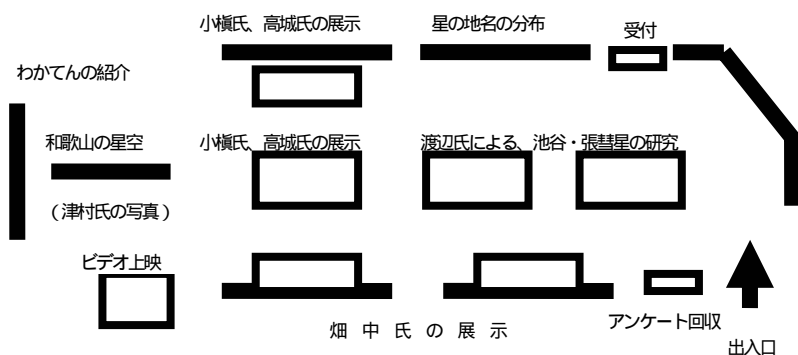 小槇氏、高城氏の展示
星の地名の分布
受付
わかてんの紹介
和歌山の星空
小槇氏、高城氏の展示
渡辺氏による、池谷・張彗星の研究
(津村氏の写真)
ビデオ上映
畑中氏の展示
アンケート回収
出入口